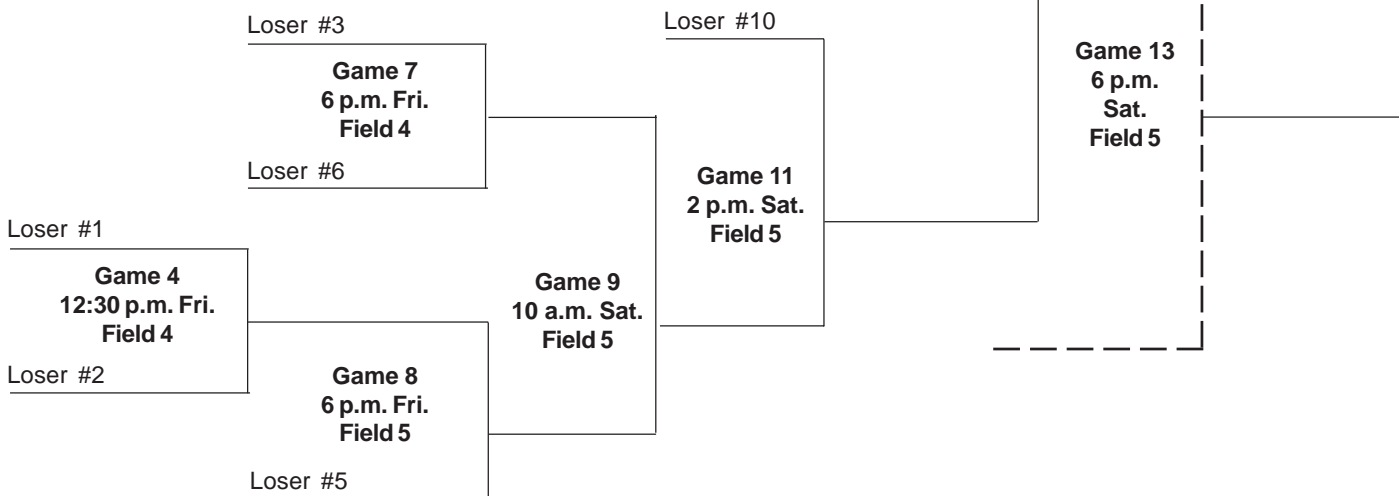 Loser #3
Game 7
6 p.m. Fri.
Field 4
Loser #6
Loser #1
Game 4
12:30 p.m. Fri.
Field 4
Loser #2
Game 8
6 p.m. Fri.
Field 5
Loser #5
Game 9
10 a.m. Sat.
Field 5
Loser #10
Game 11
2 p.m. Sat.
Field 5
Game 13
6 p.m.
Sat.
Field 5